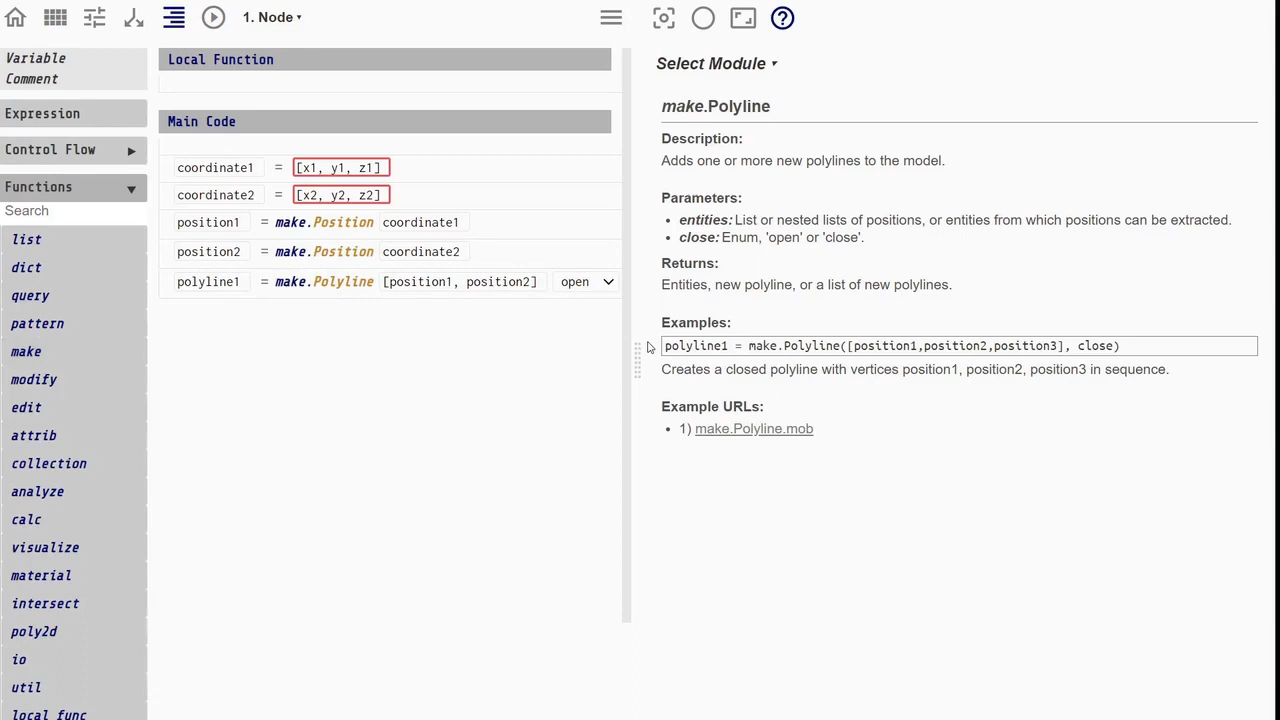 1. Node ▾
Variable
Comment
Expression
Control Flow ▶
Functions ▼
Search
list
dict
query
pattern
make
modify
edit
attrib
collection
analyze
calc
visualize
material
intersect
poly2d
io
util
local func
Local Function
Main Code
coordinate1 = [x1, y1, z1]
coordinate2 = [x2, y2, z2]
position1 = make.Position coordinate1
position2 = make.Position coordinate2
polyline1 = make.Polyline [position1, position2] open
Select Module ▾
make.Polyline
Description:
Adds one or more new polylines to the model.
Parameters:
• entities: List or nested lists of positions, or entities from which positions can be extracted.
• close: Enum, 'open' or 'close'.
Returns:
Entities, new polyline, or a list of new polylines.
Examples:
polyline1 = make.Polyline([position1,position2,position3], close)
Creates a closed polyline with vertices position1, position2, position3 in sequence.
Example URLs:
• 1) make.Polyline.mob